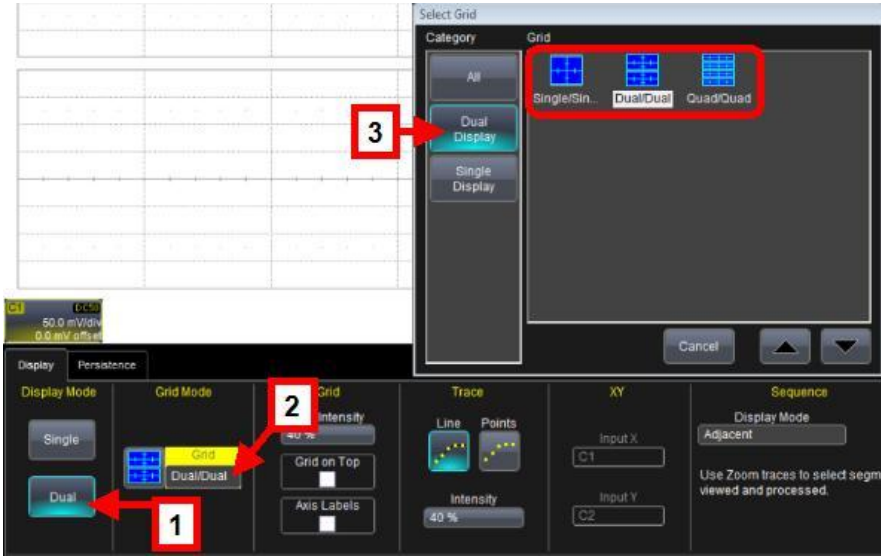 Select Grid
Category
Grid
All
Dual
Display
Single
Display
Single/Sin...
Dual/Dual
Quad/Quad
3
Cancel
C1
DC50
50.0 mV/div
0.0 mV offset
Display
Persistence
Display Mode
Single
Dual
1
Grid Mode
Grid
Dual/Dual
2
Grid
Intensity
40 %
Grid on Top
Axis Labels
Trace
Line
Points
Intensity
40 %
XY
Input X
C1
Input Y
C2
Sequence
Display Mode
Adjacent
Use Zoom traces to select segm
viewed and processed.